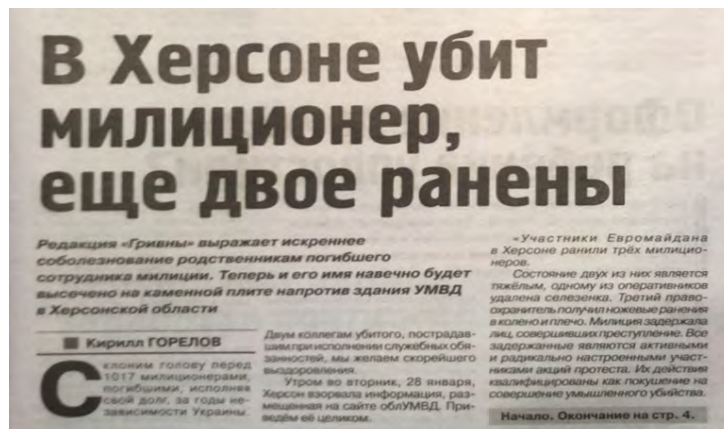 В Херсоне убит
милиционер,
еще двое ранены
Редакция «Гривны» выражает искреннее
соболезнование родственникам погибшего
сотрудника милиции. Теперь и его имя навечно будет
высечено на каменной плите напротив здания УМВД
в Херсонской области
Кирилл ГОРЕЛОВ
Склоним голову перед
1017 милиционерами,
погибшими, исполняя
свой долг, за годы не-
зависимости Украины.
Двум коллегам убитого, пострадав-
шим при исполнении служебных обя-
занностей, мы желаем скорейшего
выздоровления.
Утром во вторник, 28 января,
Херсон взорвала информация, раз-
мещенная на сайте облУМВД. При-
ведём её целиком.
«Участники Евромайдана
в Херсоне ранили трёх милицио-
неров.
Состояние двух из них является
тяжёлым, одному из оперативников
удалена селезенка. Третий право-
охранитель получил ножевые ранения
в колено и плечо. Милиция задержала
лиц, совершивших преступление. Все
задержанные являются активными
и радикально настроенными участ-
никами акций протеста. Их действия
квалифицированы как покушение на
совершение умышленного убийства.
Начало. Окончание на стр. 4.